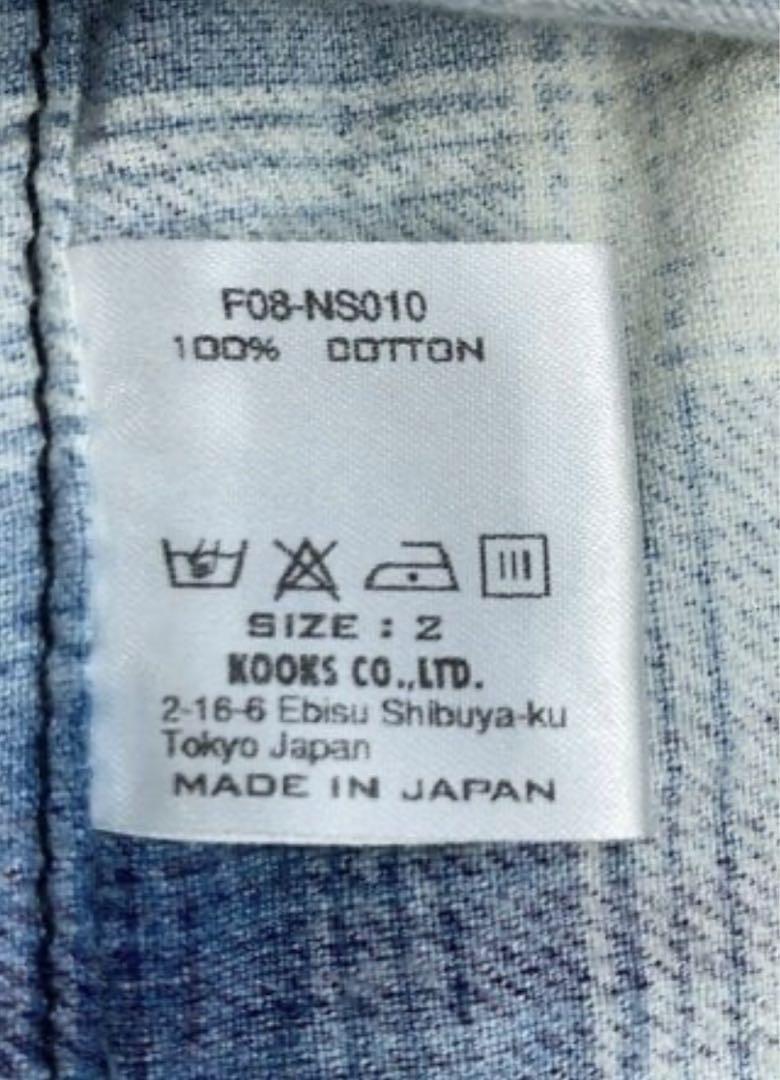 F08-NS010
100% COTTON
SIZE : 2
KOOKS CO.,LTD.
2-16-6 Ebisu Shibuya-ku
Tokyo Japan
MADE IN JAPAN